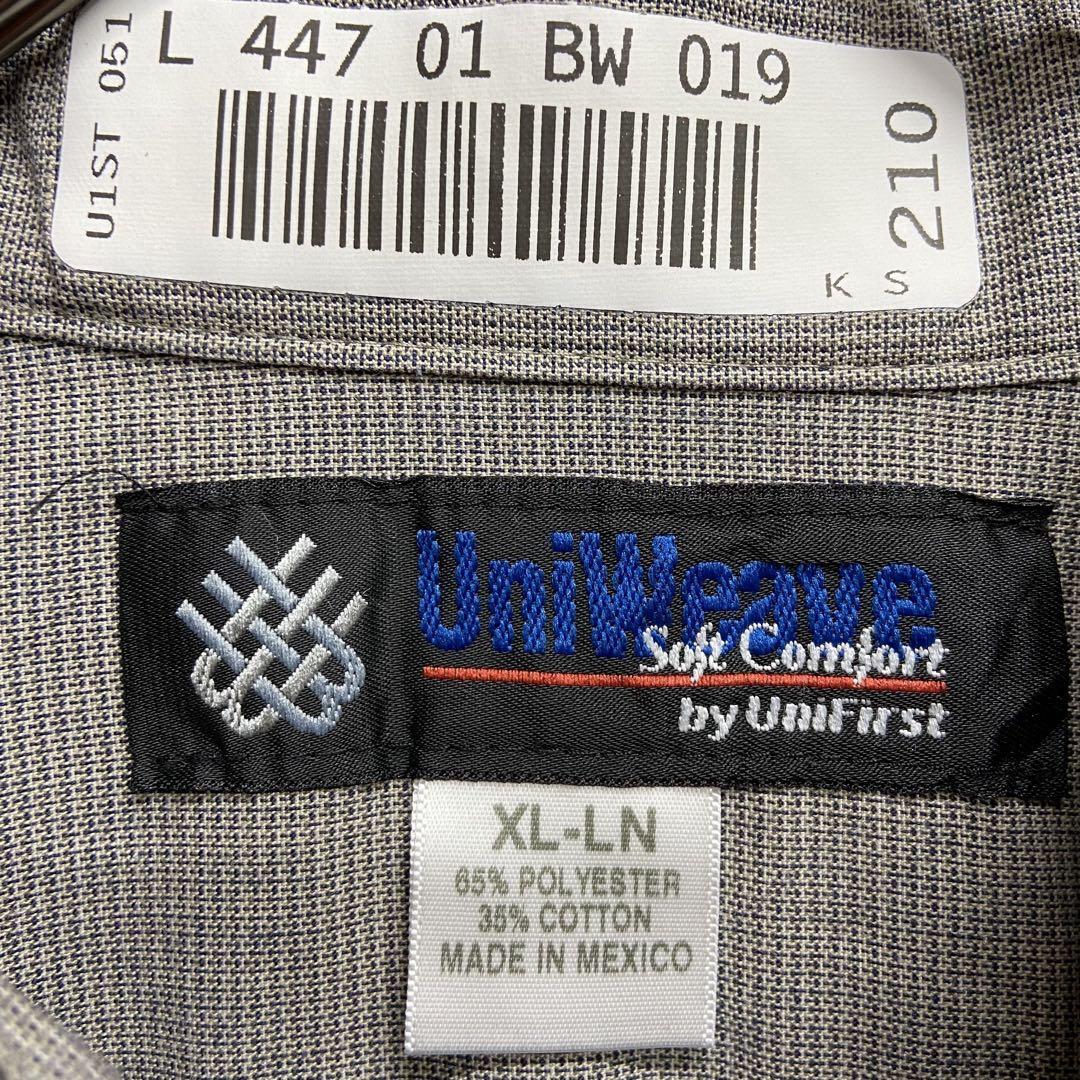 L 447 01 BW 019
U1ST 051
210
K S
UniWeave
Soft Comfort
by UniFirst
XL-LN
65% POLYESTER
35% COTTON
MADE IN MEXICO